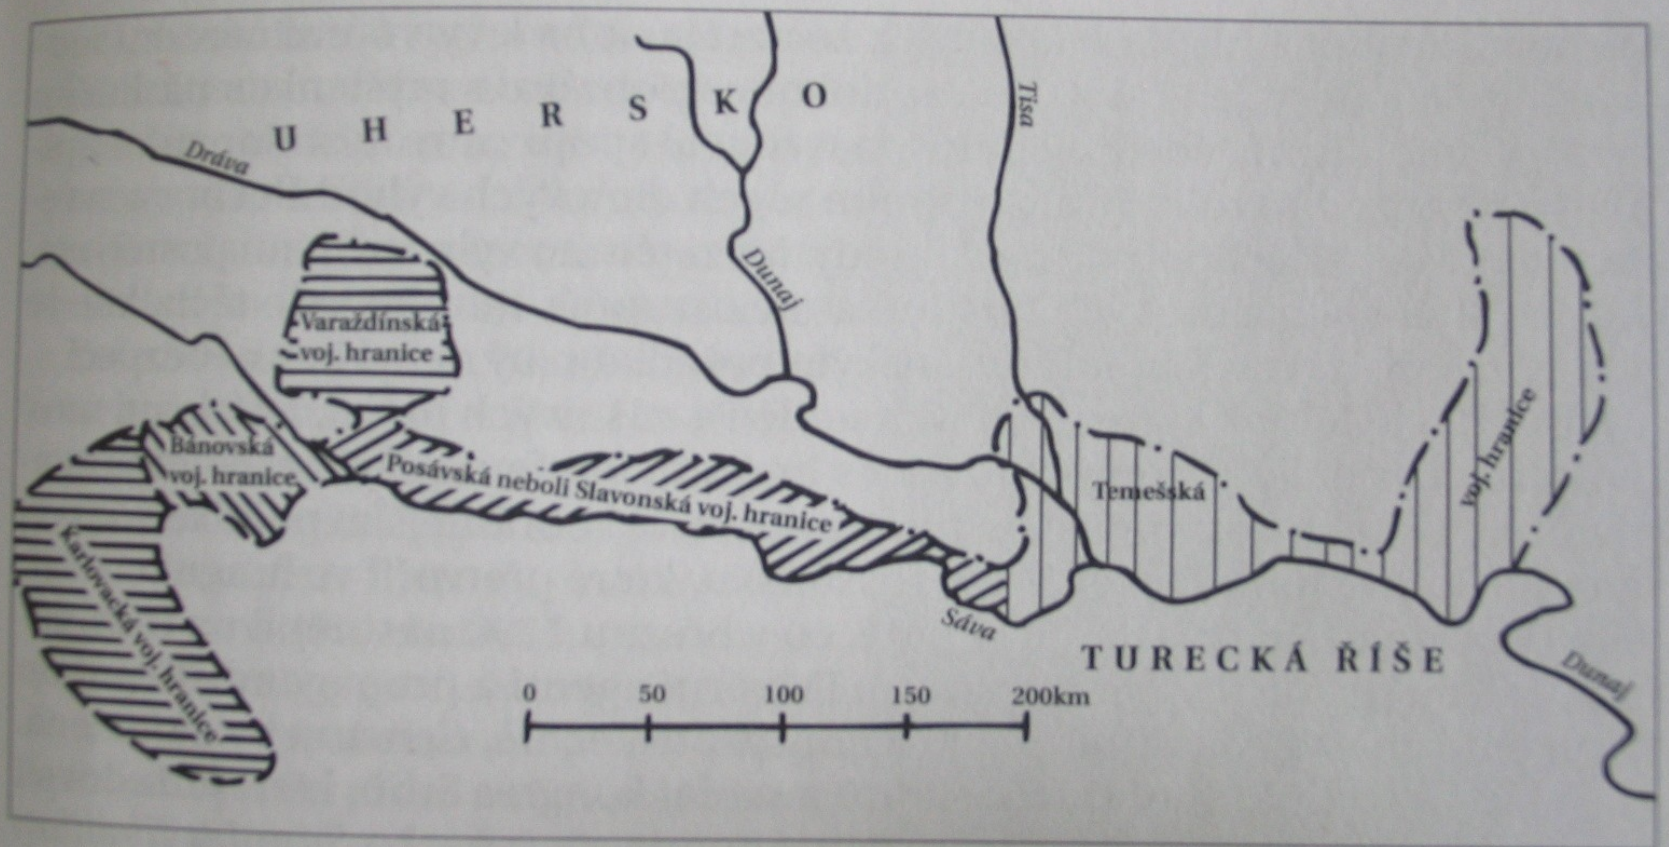 UHERSKO
Tisa
Dráva
Dunaj
Varaždínská
voj. hranice
Bánovská
voj. hranice
Posávská neboli Slavonská voj. hranice
Temešská
voj. hranice
Karlovacká voj. hranice
Sáva
TURECKÁ ŘÍŠE
Dunaj
0 50 100 150 200km